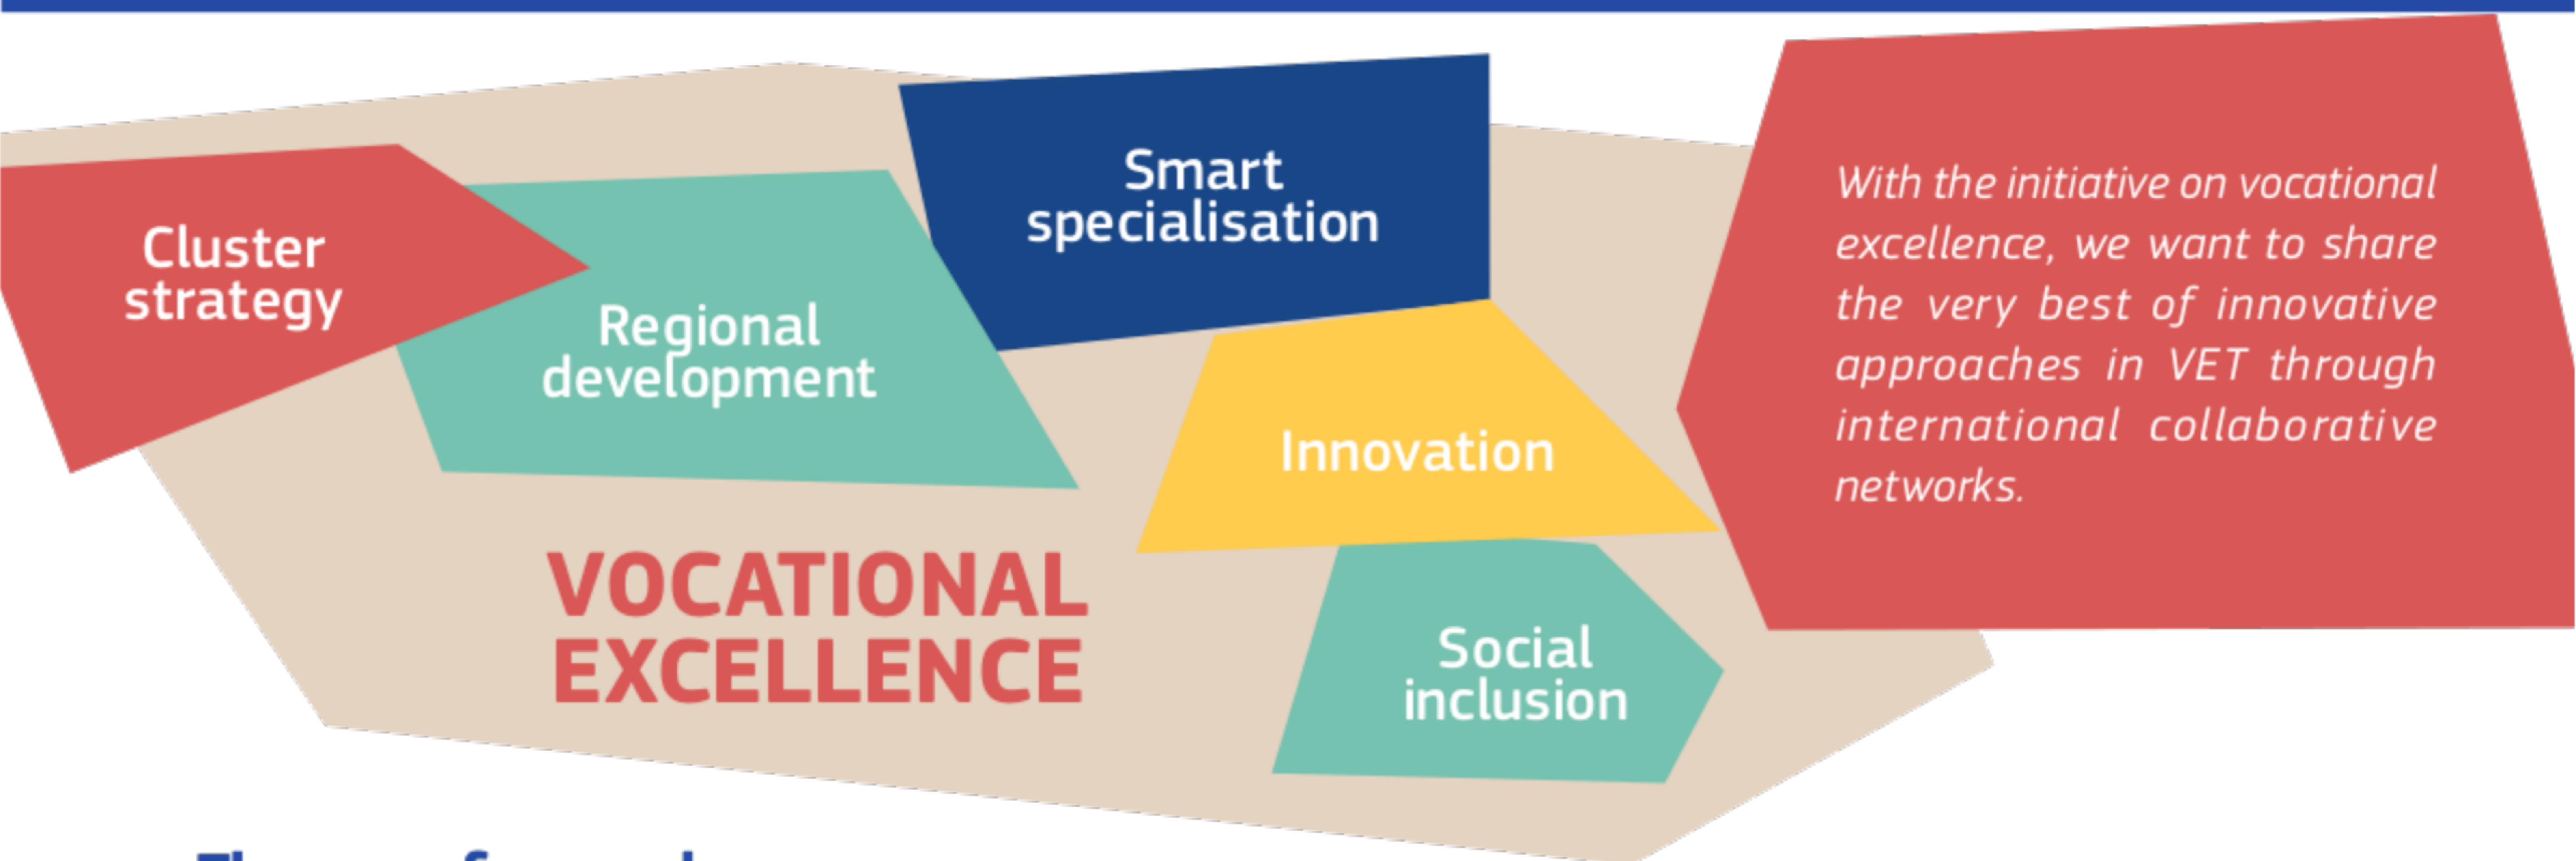 Cluster
strategy
Regional
development
Smart
specialisation
Innovation
Social
inclusion
VOCATIONAL
EXCELLENCE
With the initiative on vocational
excellence, we want to share
the very best of innovative
approaches in VET through
international collaborative
networks.